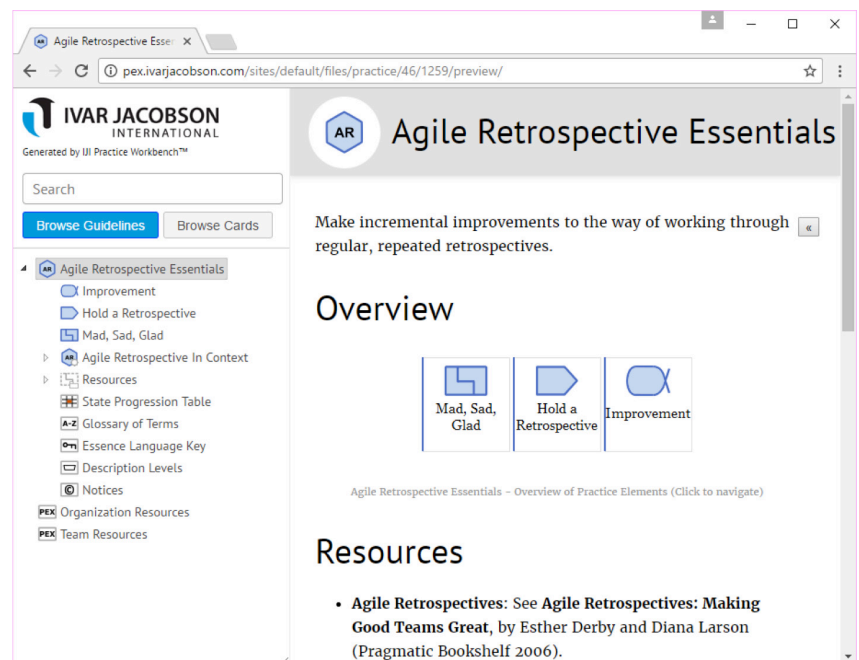 Agile Retrospective Esser
pex.ivarjacobson.com/sites/default/files/practice/46/1259/preview/
IVAR JACOBSON
INTERNATIONAL
Generated by IJI Practice Workbench™
Search
Browse Guidelines
Browse Cards
AR Agile Retrospective Essentials
Improvement
Hold a Retrospective
Mad, Sad, Glad
AR Agile Retrospective In Context
Resources
State Progression Table
A-Z Glossary of Terms
Essence Language Key
Description Levels
© Notices
PEX Organization Resources
PEX Team Resources
AR Agile Retrospective Essentials
Make incremental improvements to the way of working through «
regular, repeated retrospectives.
Overview
Mad, Sad,
Glad
Hold a
Retrospective
Improvement
Agile Retrospective Essentials - Overview of Practice Elements (Click to navigate)
Resources
• Agile Retrospectives: See Agile Retrospectives: Making
Good Teams Great, by Esther Derby and Diana Larson
(Pragmatic Bookshelf 2006).